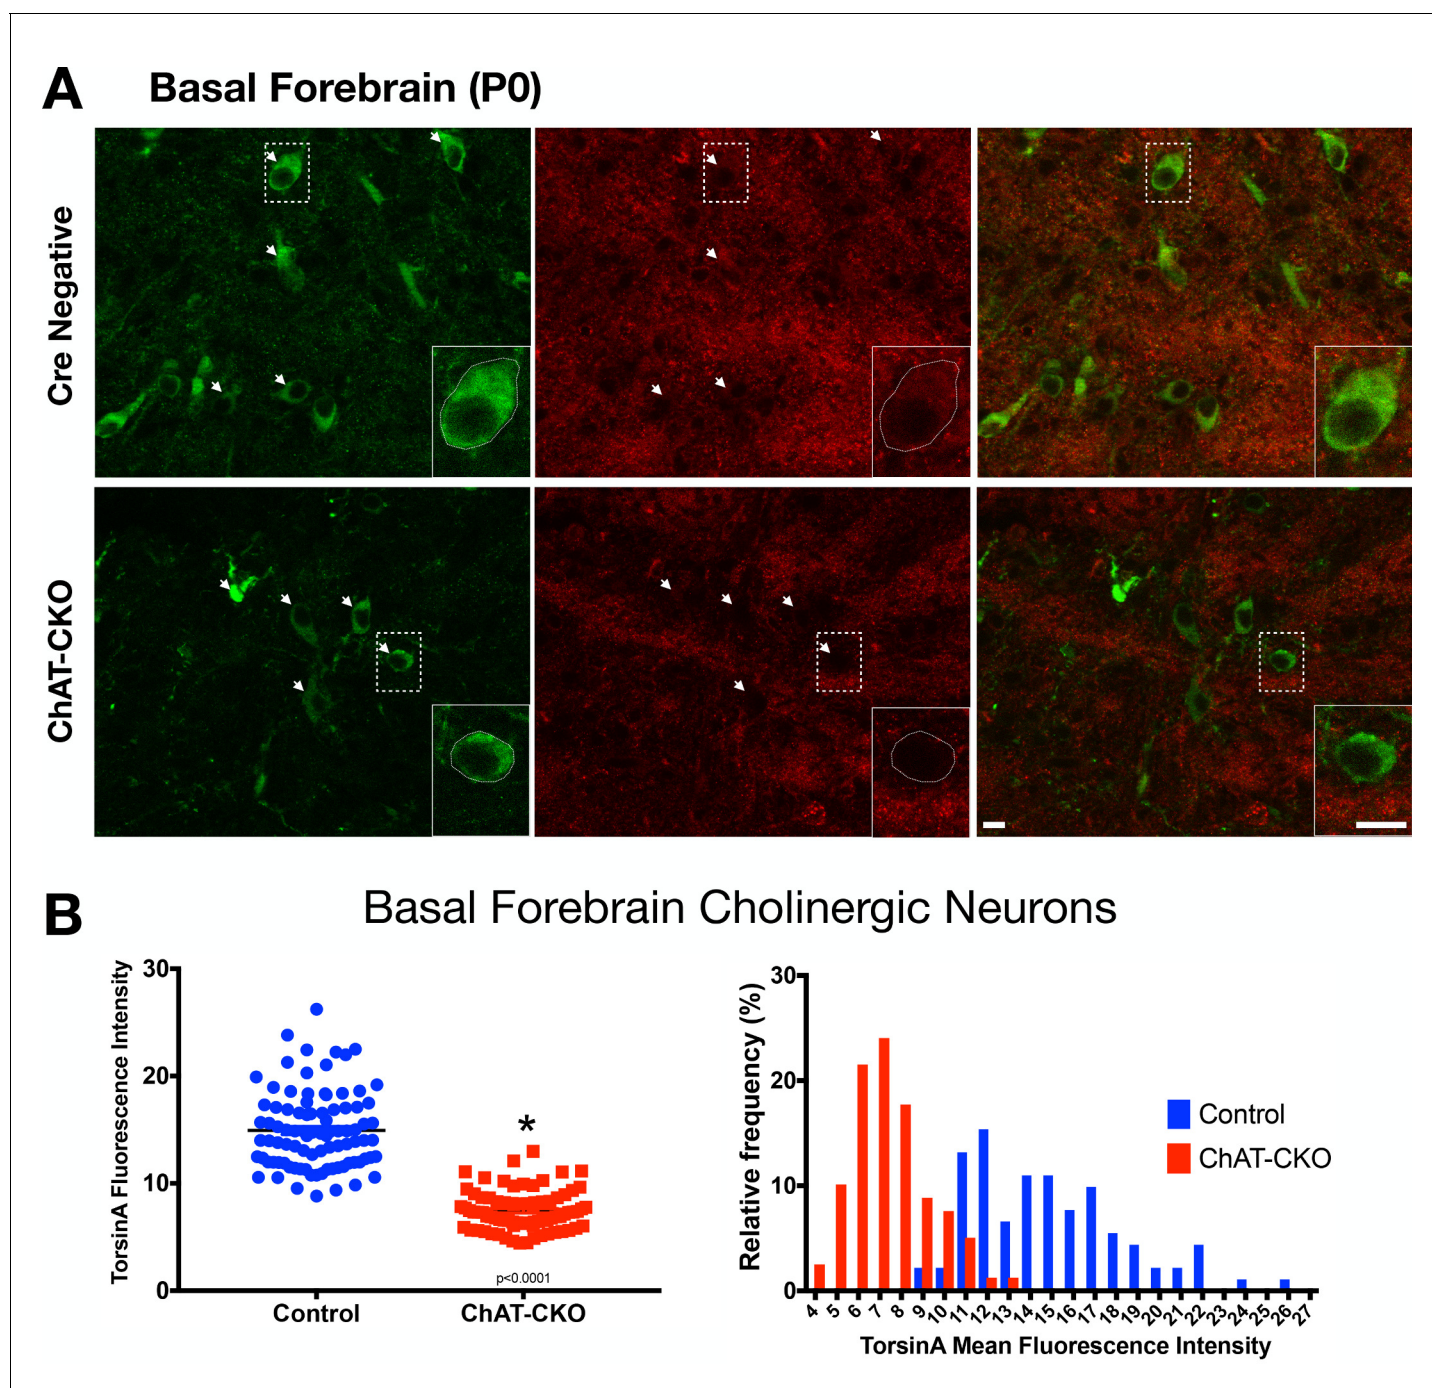 A
Basal Forebrain (P0)
Cre Negative
ChAT-CKO
B
Basal Forebrain Cholinergic Neurons
TorsinA Fluorescence Intensity
30
20
10
0
*
p<0.0001
Control
ChAT-CKO
Relative frequency (%)
30
20
10
0
Control
ChAT-CKO
4 5 6 7 8 9 10 11 12 13 14 15 16 17 18 19 20 21 22 23 24 25 26 27
TorsinA Mean Fluorescence Intensity